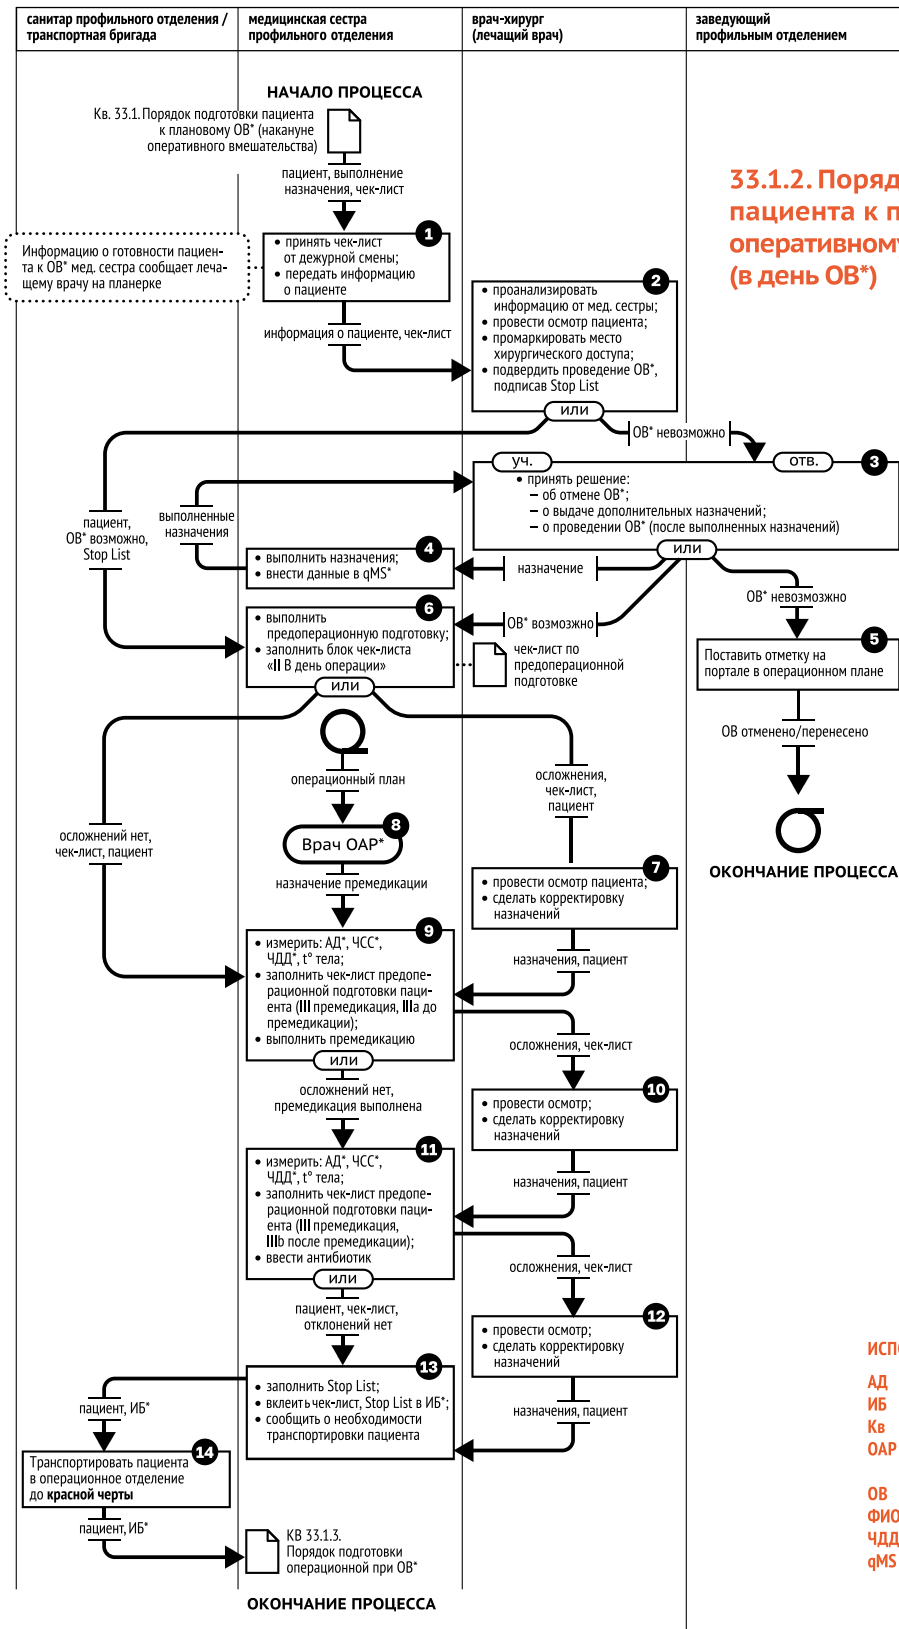 санитар профильного отделения /
транспортная бригада
медицинская сестра
профильного отделения
врач-хирург
(лечащий врач)
заведующий
профильным отделением
НАЧАЛО ПРОЦЕССА
Кв. 33.1. Порядок подготовки пациента
к плановому ОВ* (накануне
оперативного вмешательства)
пациент, выполнение
назначения, чек-лист
33.1.2. Поряд
пациента к п
оперативному
(в день ОВ*)
Информацию о готовности пациен-
та к ОВ* мед. сестра сообщает леча-
щему врачу на планерке
1
• принять чек-лист
от дежурной смены;
• передать информацию
о пациенте
информация о пациенте, чек-лист
2
• проанализировать
информацию от мед. сестры;
• провести осмотр пациента;
• промаркировать место
хирургического доступа;
• подвердить проведение ОВ*,
подписав Stop List
ИЛИ
ОВ* невозможно
пациент,
ОВ* возможно,
Stop List
выполненные
назначения
уч.
отв.
3
• принять решение:
– об отмене ОВ*;
– о выдаче дополнительных назначений;
– о проведении ОВ* (после выполненных назначений)
ИЛИ
4
• выполнить назначения;
• внести данные в qMS*
назначение
ОВ* невозмозжно
6
• выполнить
предоперационную подготовку;
• заполнить блок чек-листа
«II В день операции»
ИЛИ
ОВ* возможно
чек-лист по
предоперационной
подготовке
5
Поставить отметку на
портале в операционном плане
ОВ отменено/перенесено
ОКОНЧАНИЕ ПРОЦЕССА
операционный план
осложнения,
чек-лист,
пациент
осложнений нет,
чек-лист, пациент
8
Врач ОАР*
назначение премедикации
7
• провести осмотр пациента;
• сделать корректировку
назначений
назначения, пациент
9
• измерить: АД*, ЧСС*,
ЧДД*, t° тела;
• заполнить чек-лист предопе-
рационной подготовки паци-
ента (III премедикация, IIIa до
премедикации);
• выполнить премедикацию
ИЛИ
осложнения, чек-лист
осложнений нет,
премедикация выполнена
10
• провести осмотр;
• сделать корректировку
назначений
назначения, пациент
11
• измерить: АД*, ЧСС*,
ЧДД*, t° тела;
• заполнить чек-лист предопе-
рационной подготовки паци-
ента (III премедикация,
IIIb после премедикации);
• ввести антибиотик
ИЛИ
осложнения, чек-лист
пациент, чек-лист,
отклонений нет
12
• провести осмотр;
• сделать корректировку
назначений
назначения, пациент
13
• заполнить Stop List;
• вклеить чек-лист, Stop List в ИБ*;
• сообщить о необходимости
транспортировки пациента
пациент, ИБ*
14
Транспортировать пациента
в операционное отделение
до красной черты
пациент, ИБ*
КВ 33.1.3.
Порядок подготовки
операционной при ОВ*
ОКОНЧАНИЕ ПРОЦЕССА
ИСПО
АД
ИБ
Кв
ОАР
ОВ
ФИО
ЧДД
qMS